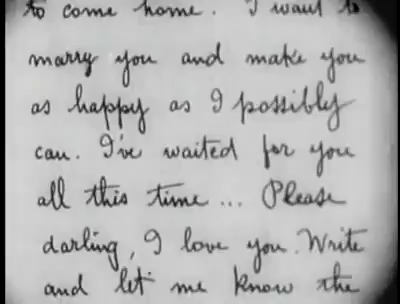 to come home. I want to
marry you and make you
as happy as I possibly
can. I've waited for you
all this time... Please
darling, I love you. Write
and let me know the